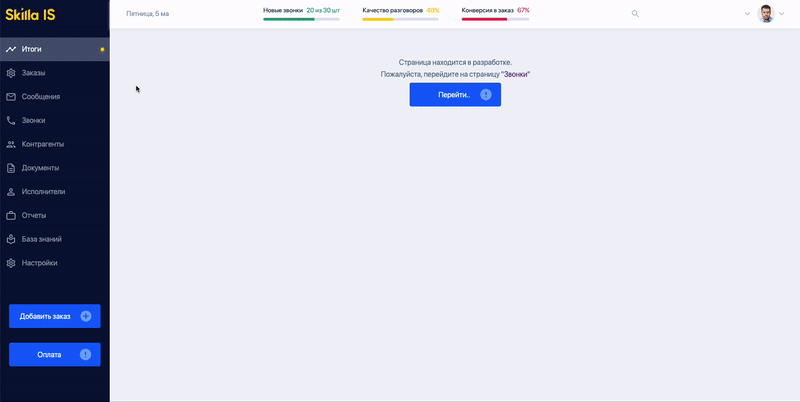 Skilla IS
Пятница, 5 ма
Новые звонки 20 из 30 шт
Качество разговоров 40%
Конверсия в заказ 67%
Итоги
Заказы
Сообщения
Звонки
Контрагенты
Документы
Исполнители
Отчеты
База знаний
Настройки
Добавить заказ
Оплата
Страница находится в разработке.
Пожалуйста, перейдите на страницу "Звонки"
Перейти..